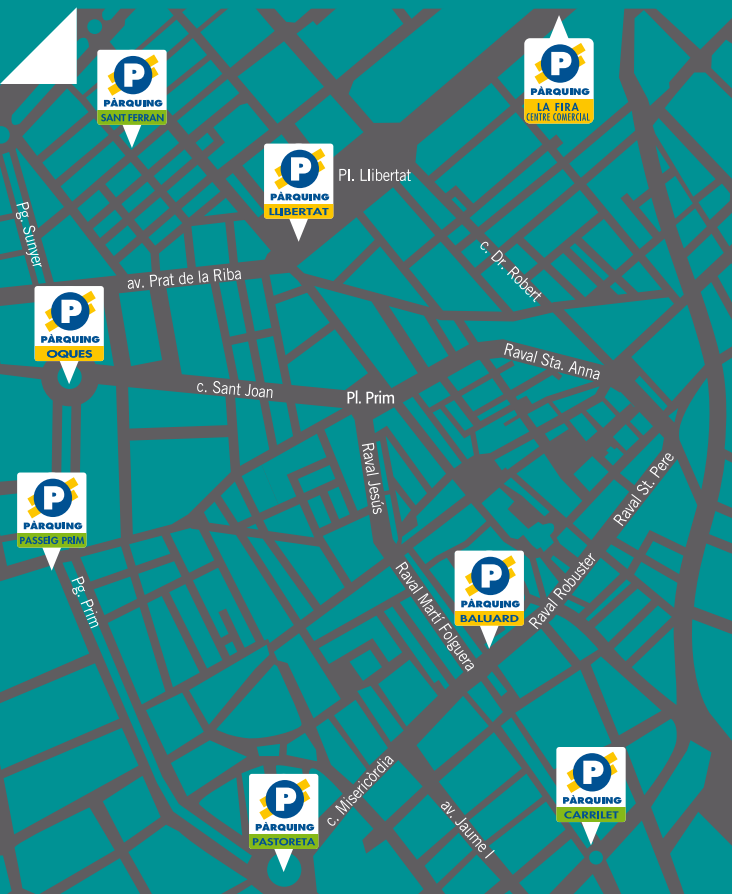 P
PÀRQUING
SANT FERRAN
P
PÀRQUING
LA FIRA
CENTRE COMERCIAL
P
PÀRQUING
LLIBERTAT
Pl. Llibertat
Pg. Sunyer
av. Prat de la Riba
c. Dr. Robert
P
PÀRQUING
OQUES
Raval Sta. Anna
c. Sant Joan
Pl. Prim
Raval Jesús
Raval St. Pere
P
PÀRQUING
PASSEIG PRIM
Pg. Prim
Raval Martí Folguera
P
PÀRQUING
BALUARD
Raval Robuster
P
PÀRQUING
PASTORETA
c. Misericòrdia
av. Jaume I
P
PÀRQUING
CARRILET